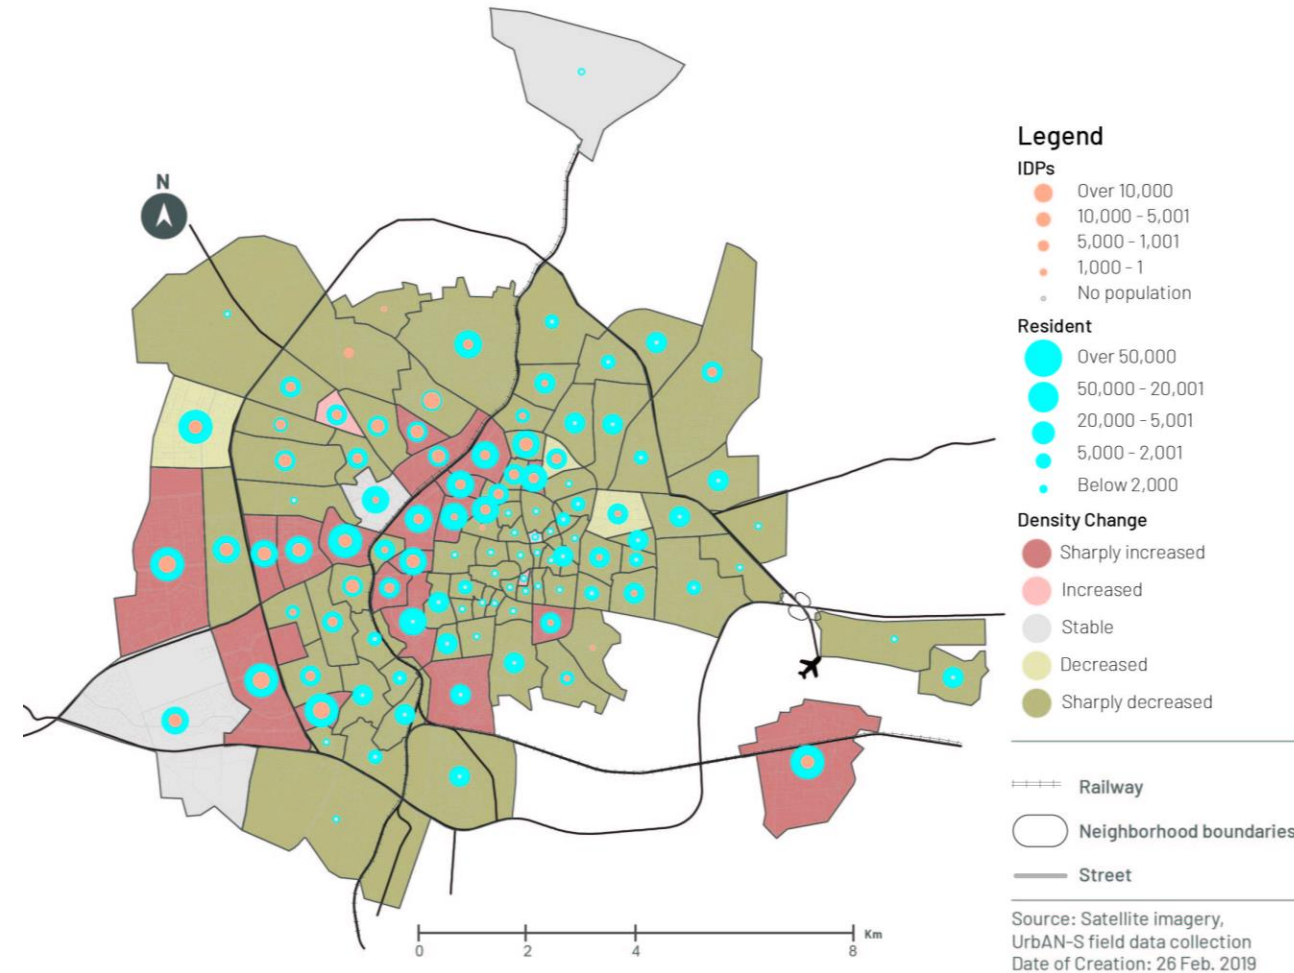 N
Legend
IDPs
Over 10,000
10,000 - 5,001
5,000 - 1,001
1,000 - 1
No population
Resident
Over 50,000
50,000 - 20,001
20,000 - 5,001
5,000 - 2,001
Below 2,000
Density Change
Sharply increased
Increased
Stable
Decreased
Sharply decreased
Railway
Neighborhood boundaries
Street
Source: Satellite imagery,
UrbAN-S field data collection
Date of Creation: 26 Feb. 2019
Km
0 2 4 8